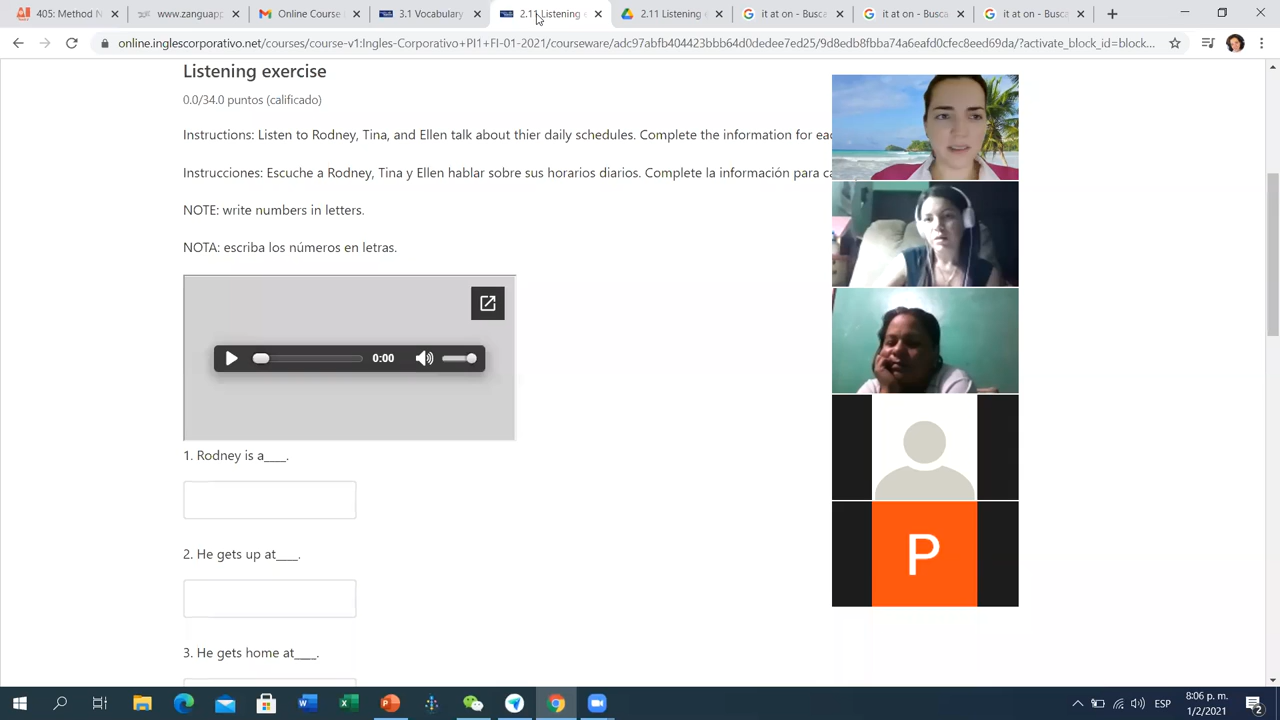 405: Method N
www.zanqueo
Online Course
3.1 Vocabulary
2.11 Listening
2.11 Listening
it at on - Busca
it at on - Busca
it at on - Busca
online.inglescorporativo.net/courses/course-v1:Ingles-Corporativo+PI1+FI-01-2021/courseware/adc97abfb404423bbb64d0dedee7ed25/9d8edb8fbba74a6eafd0cfec8eed69da/?activate_block_id=block...
Listening exercise
0.0/34.0 puntos (calificado)
Instructions: Listen to Rodney, Tina, and Ellen talk about thier daily schedules. Complete the information for eac
Instrucciones: Escuche a Rodney, Tina y Ellen hablar sobre sus horarios diarios. Complete la información para ca
NOTE: write numbers in letters.
NOTA: escriba los números en letras.
0:00
1. Rodney is a___.
2. He gets up at___.
3. He gets home at___.
P
ESP
8:06 p. m.
1/2/2021
2